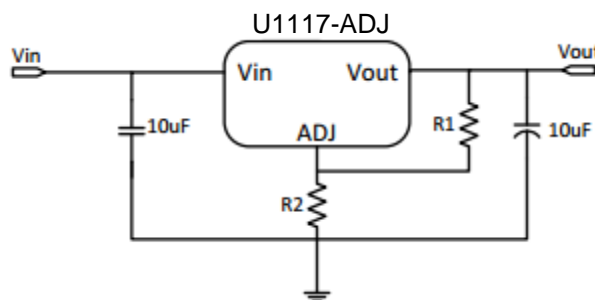 U1117-ADJ
Vin
Vout
Vin
Vout
10uF
ADJ
R1
10uF
R2